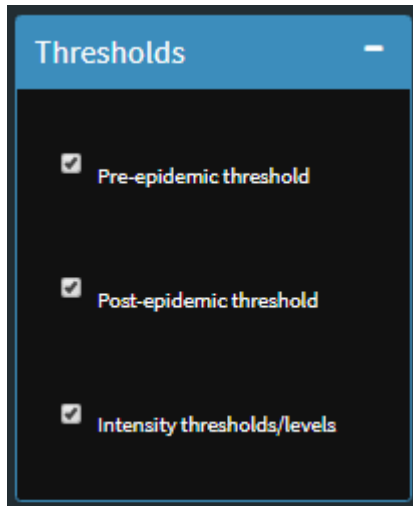 Thresholds
Pre-epidemic threshold
Post-epidemic threshold
Intensity thresholds/levels